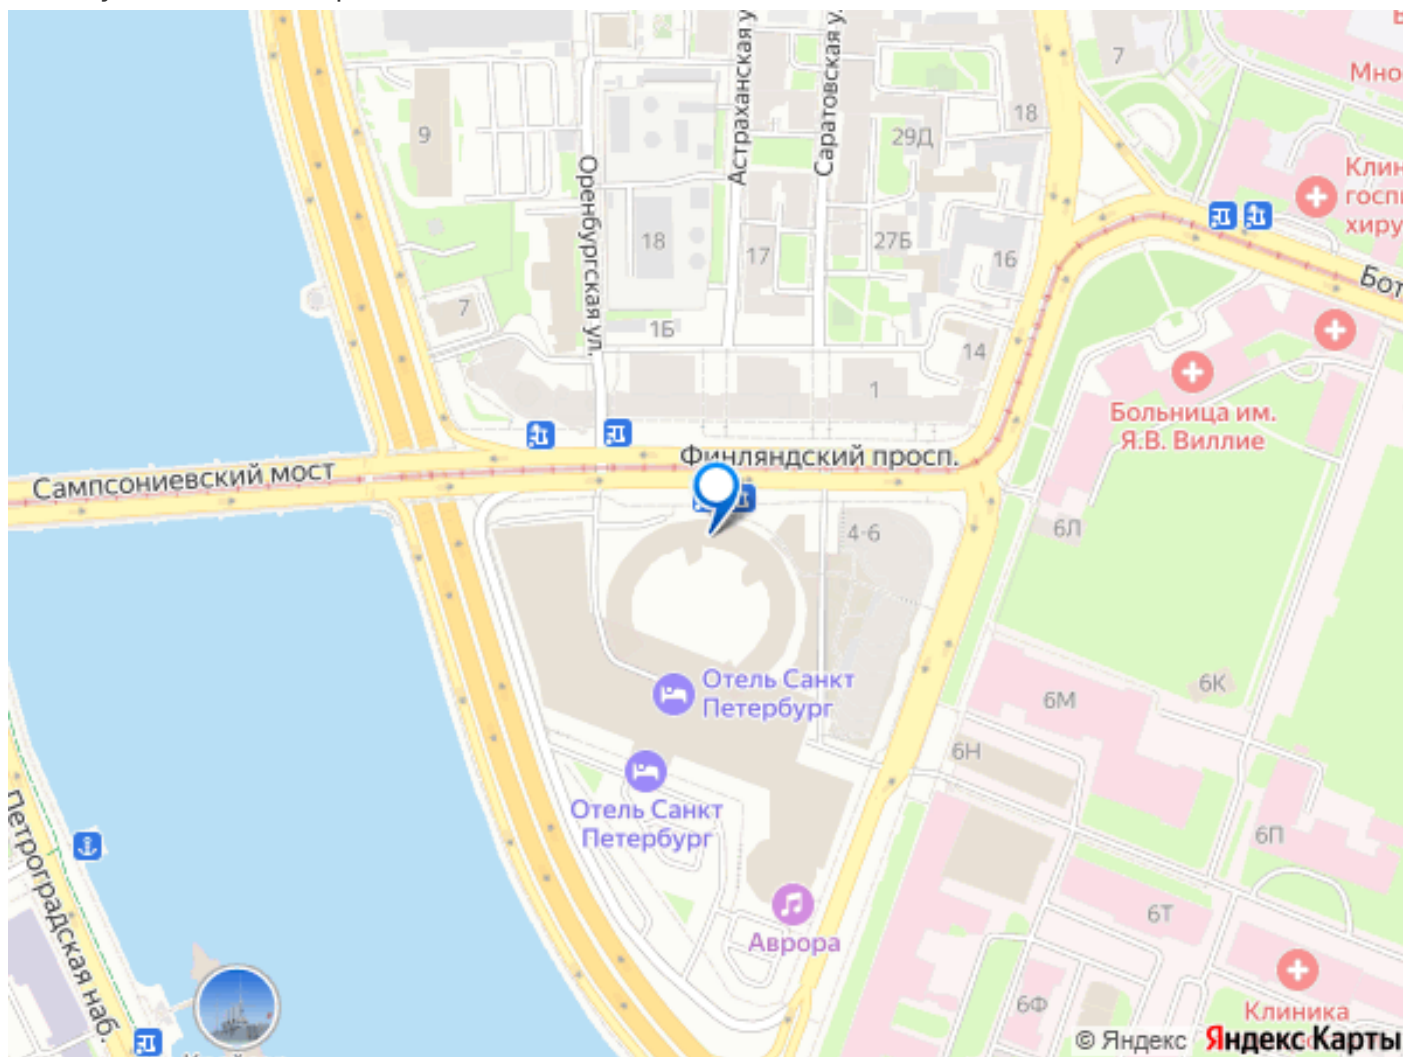 Астраханская у
Саратовская у
7
Мно
9
18
29Д
Оренбургская ул.
Клин
госп
хиру
18
17
27Б
16
Бот
7
1Б
14
1
Больница им.
Я.В. Виллие
Финляндский просп.
Сампсониевский мост
4-6
6Л
Отель Санкт
Петербург
6М
6К
6Н
Отель Санкт
Петербург
Петроградская наб.
6П
6Т
Аврора
6Ф
Клиника
© Яндекс Яндекс Карты